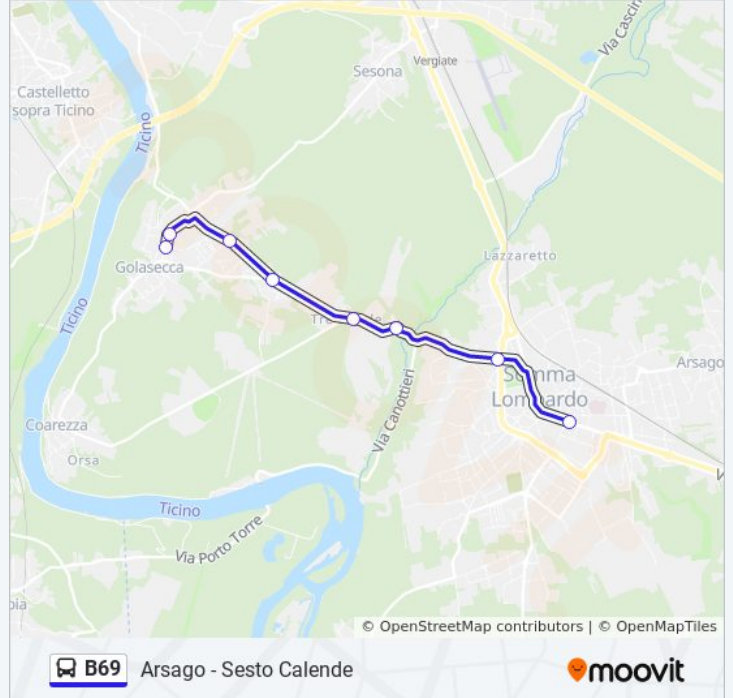 Via Cascin
Vergiate
Sesona
Castelletto
sopra Ticino
Ticino
Golasecca
Lazzaretto
Ticino
Arsago
Somma
Lombardo
Via Canottieri
Coarezza
Orsa
Ticino
Via Porto Torre
© OpenStreetMap contributors | © OpenMapTiles
B69 Arsago - Sesto Calende
moovit